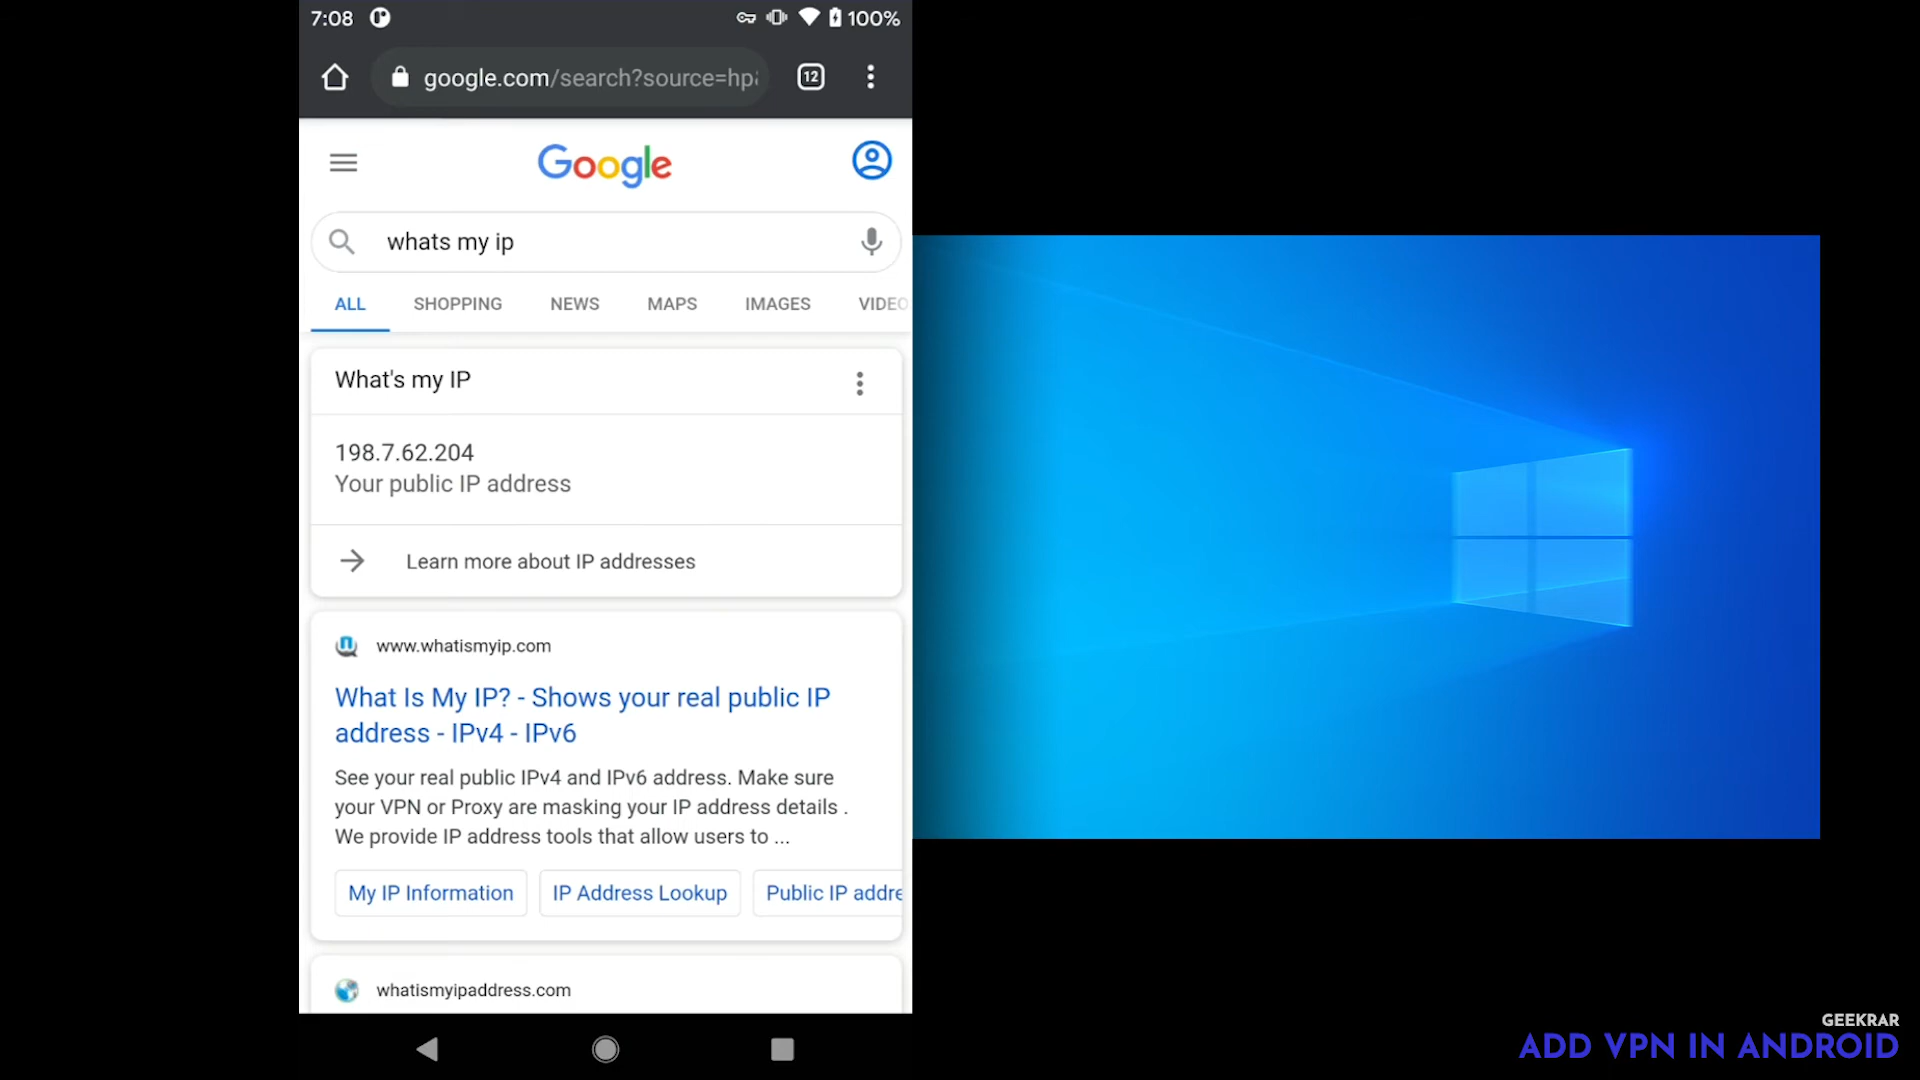 7:08
100%
google.com/search?source=hp
12
Google
whats my ip
ALL SHOPPING NEWS MAPS IMAGES VIDEO
What's my IP
198.7.62.204
Your public IP address
Learn more about IP addresses
www.whatismyip.com
What Is My IP? - Shows your real public IP
address - IPv4 - IPv6
See your real public IPv4 and IPv6 address. Make sure
your VPN or Proxy are masking your IP address details .
We provide IP address tools that allow users to ...
My IP Information IP Address Lookup Public IP addre
whatismyipaddress.com
GEEKRAR
ADD VPN IN ANDROID